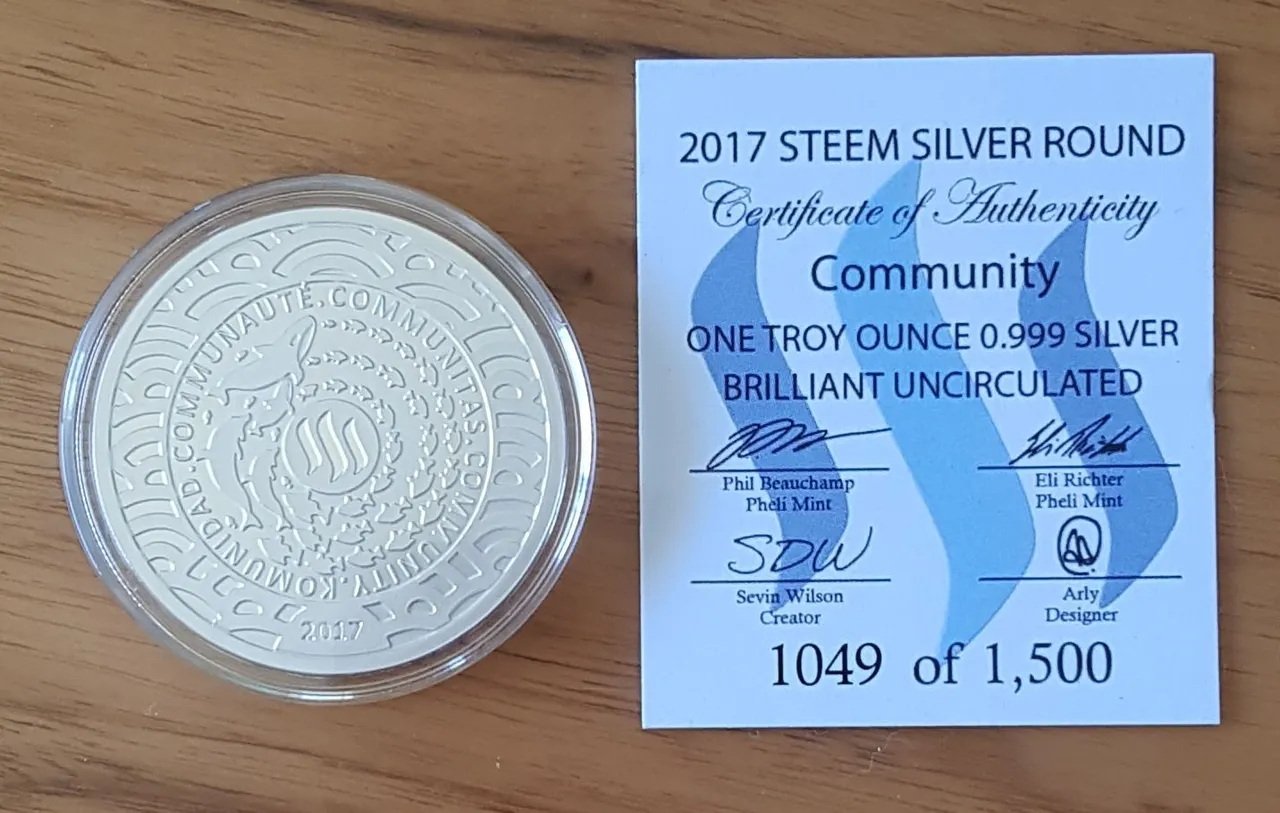 KOMUNIDAD.COMMUNAUTÉ.COMMUNITAS.COMMUNITY.
2017
2017 STEEM SILVER ROUND
Certificate of Authenticity
Community
ONE TROY OUNCE 0.999 SILVER
BRILLIANT UNCIRCULATED
Phil Beauchamp
Pheli Mint
Eli Richter
Pheli Mint
SDW
Sevin Wilson
Creator
Arly
Designer
1049 of 1,500